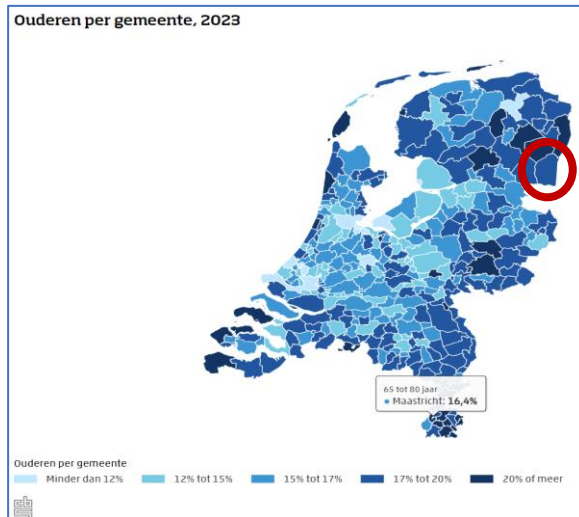 Ouderen per gemeente, 2023
65 tot 80 jaar
Maastricht: 16,4%
Ouderen per gemeente
Minder dan 12%
12% tot 15%
15% tot 17%
17% tot 20%
20% of meer